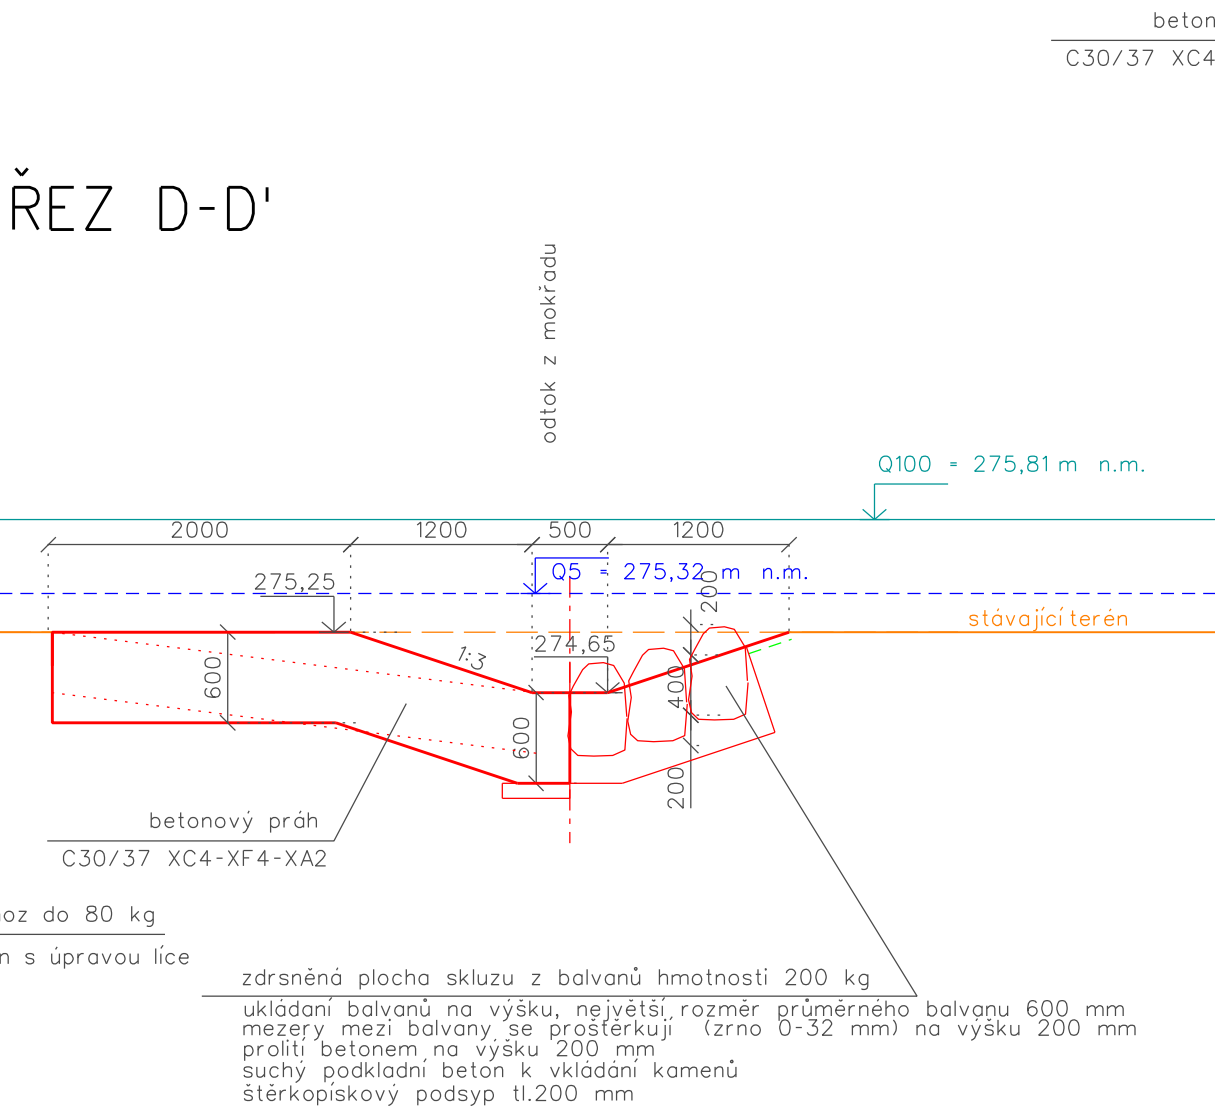 beton
C30/37 XC4
ŘEZ D-D'
odtok z mokřadu
Q100 = 275,81 m n.m.
2000
1200
500
1200
275,25
Q5 = 275,32 m n.m.
200
stávající terén
274,65
1:3
600
400
600
200
betonový práh
C30/37 XC4-XF4-XA2
do 80 kg
s úpravou líce
zdrsněná plocha skluzu z balvanů hmotnosti 200 kg
ukládání balvanů na výšku, největší rozměr průměrného balvanu 600 mm
mezery mezi balvany se proštěrkují (zrno 0-32 mm) na výšku 200 mm
prolití betonem na výšku 200 mm
suchý podkladní beton k vkládání kamenů
štěrkopískový podsyp tl.200 mm